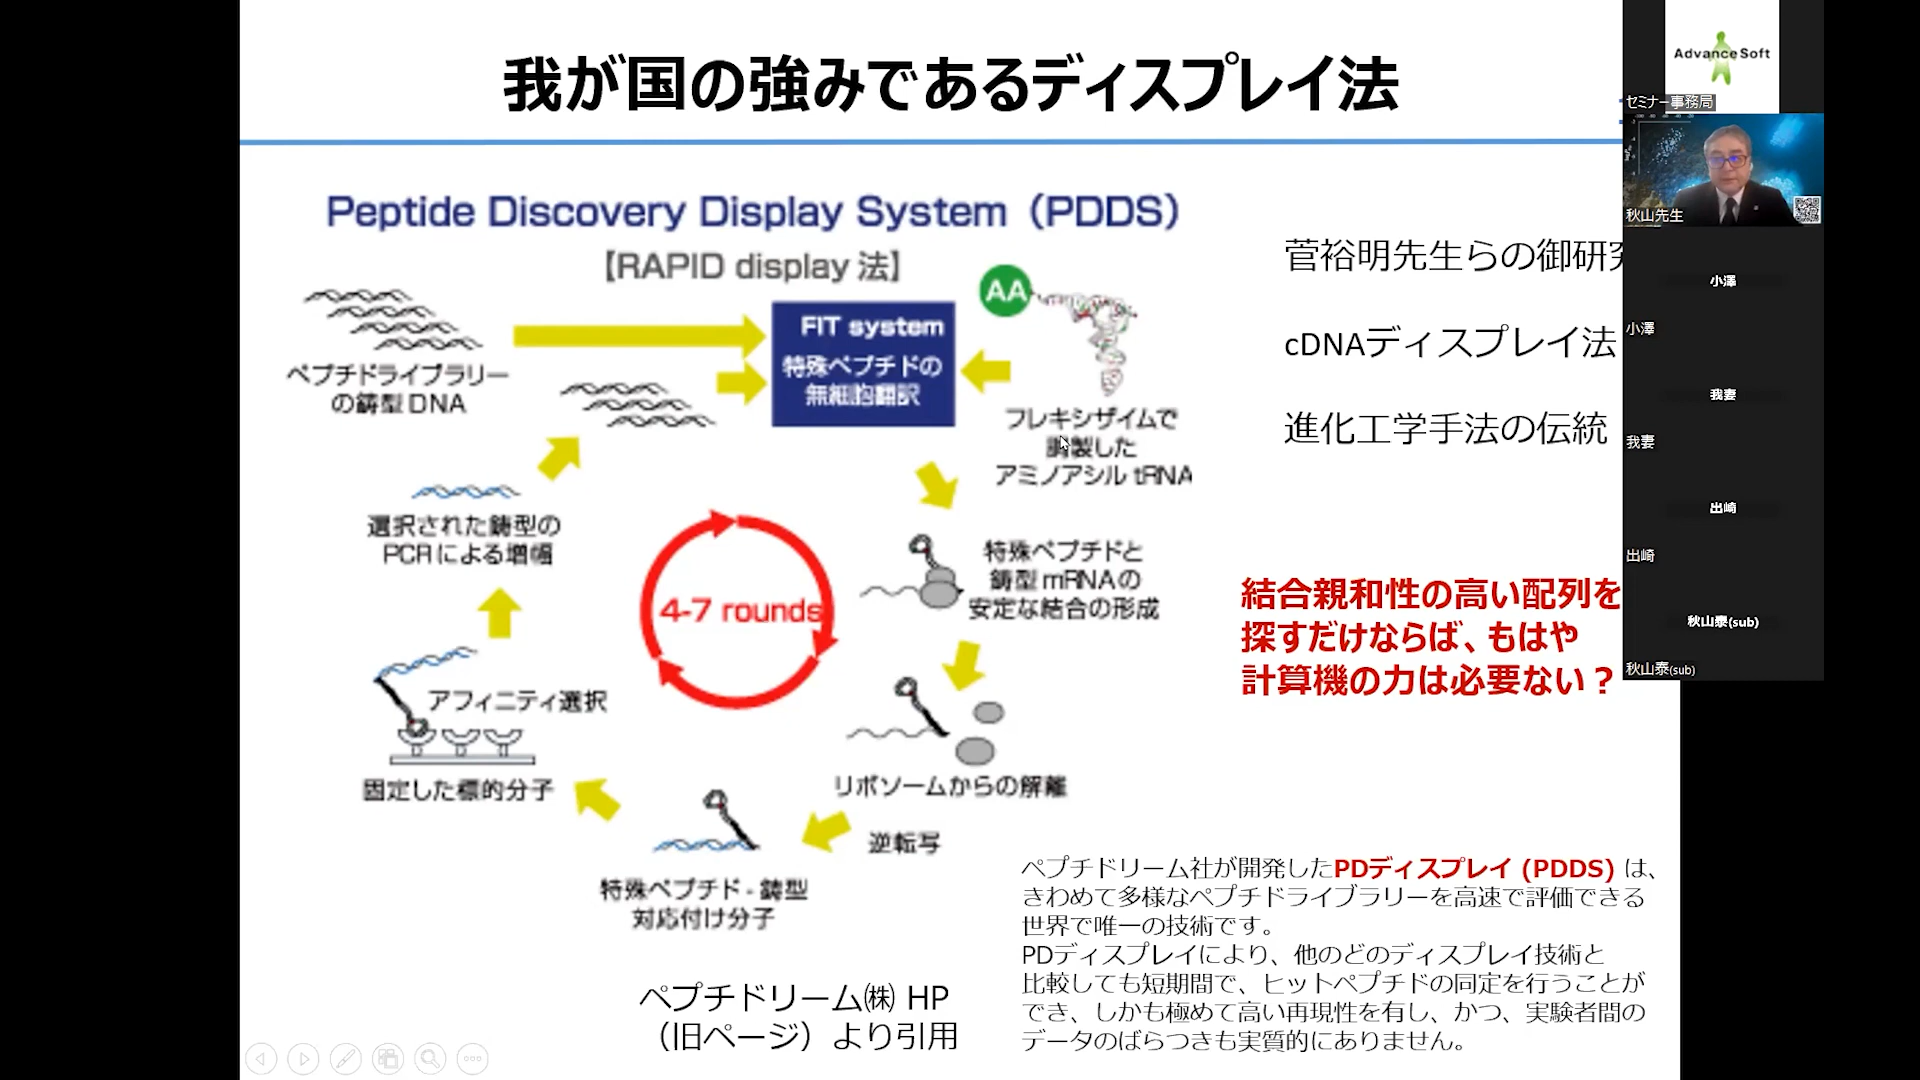 我が国の強みであるディスプレイ法
Peptide Discovery Display System（PDDS）
【RAPID display 法】
ペプチドライブラリー
の鋳型DNA
FIT system
特殊ペプチドの
無細胞翻訳
AA
フレキシザイムで
調製した
アミノアシル tRNA
特殊ペプチドと
鋳型 mRNAの
安定な結合の形成
リボソームからの解離
逆転写
特殊ペプチド - 鋳型
対応付け分子
固定した標的分子
アフィニティ選択
選択された鋳型の
PCRによる増幅
4-7 rounds
菅裕明先生らの御研究
cDNAディスプレイ法
進化工学手法の伝統
結合親和性の高い配列を
探すだけならば、もはや
計算機の力は必要ない？
ペプチドリーム社が開発したPDディスプレイ (PDDS) は、
きわめて多様なペプチドライブラリーを高速で評価できる
世界で唯一の技術です。
PDディスプレイにより、他のどのディスプレイ技術と
比較しても短期間で、ヒットペプチドの同定を行うことが
でき、しかも極めて高い再現性を有し、かつ、実験者間の
データのばらつきも実質的にありません。
ペプチドリーム㈱ HP
（旧ページ）より引用
AdvanceSoft
セミナー事務局
秋山先生
小澤
小澤
我妻
我妻
出崎
出崎
秋山泰(sub)
秋山泰(sub)